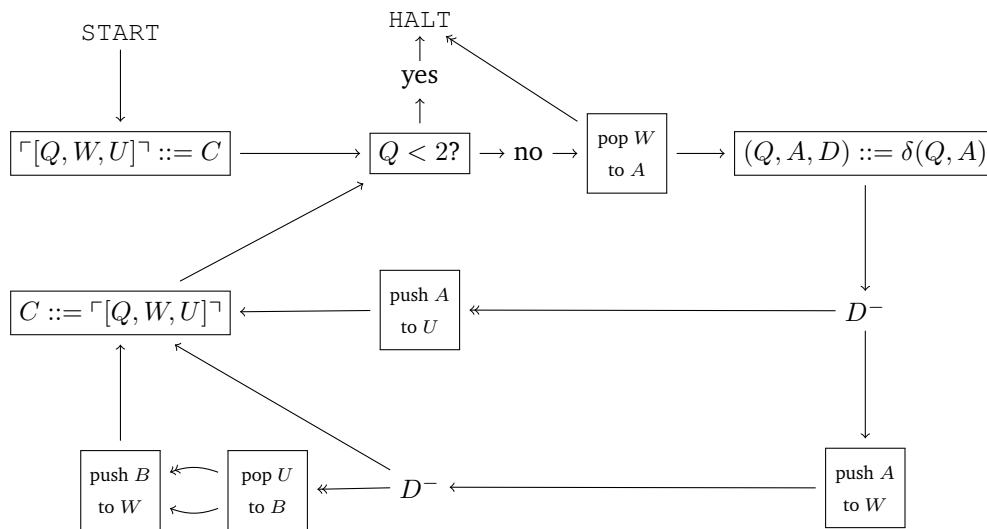 START
HALT
yes
⌜[Q, W, U]⌝ ::= C
Q < 2?
no
pop W
to A
(Q, A, D) ::= δ(Q, A)
C ::= ⌜[Q, W, U]⌝
push A
to U
D⁻
push B
to W
pop U
to B
D⁻
push A
to W